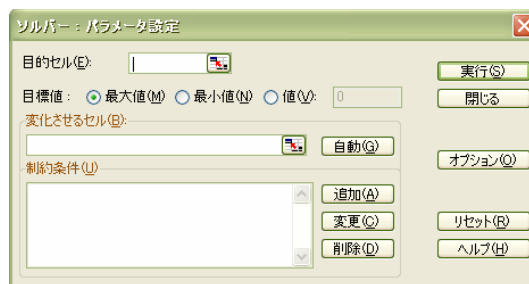 ソルバー：パラメータ設定
目的セル(E):
実行(S)
目標値： 最大値(M) 最小値(N) 値(V): 0
閉じる
変化させるセル(B):
自動(G)
オプション(O)
制約条件(U)
追加(A)
変更(C)
リセット(R)
削除(D)
ヘルプ(H)